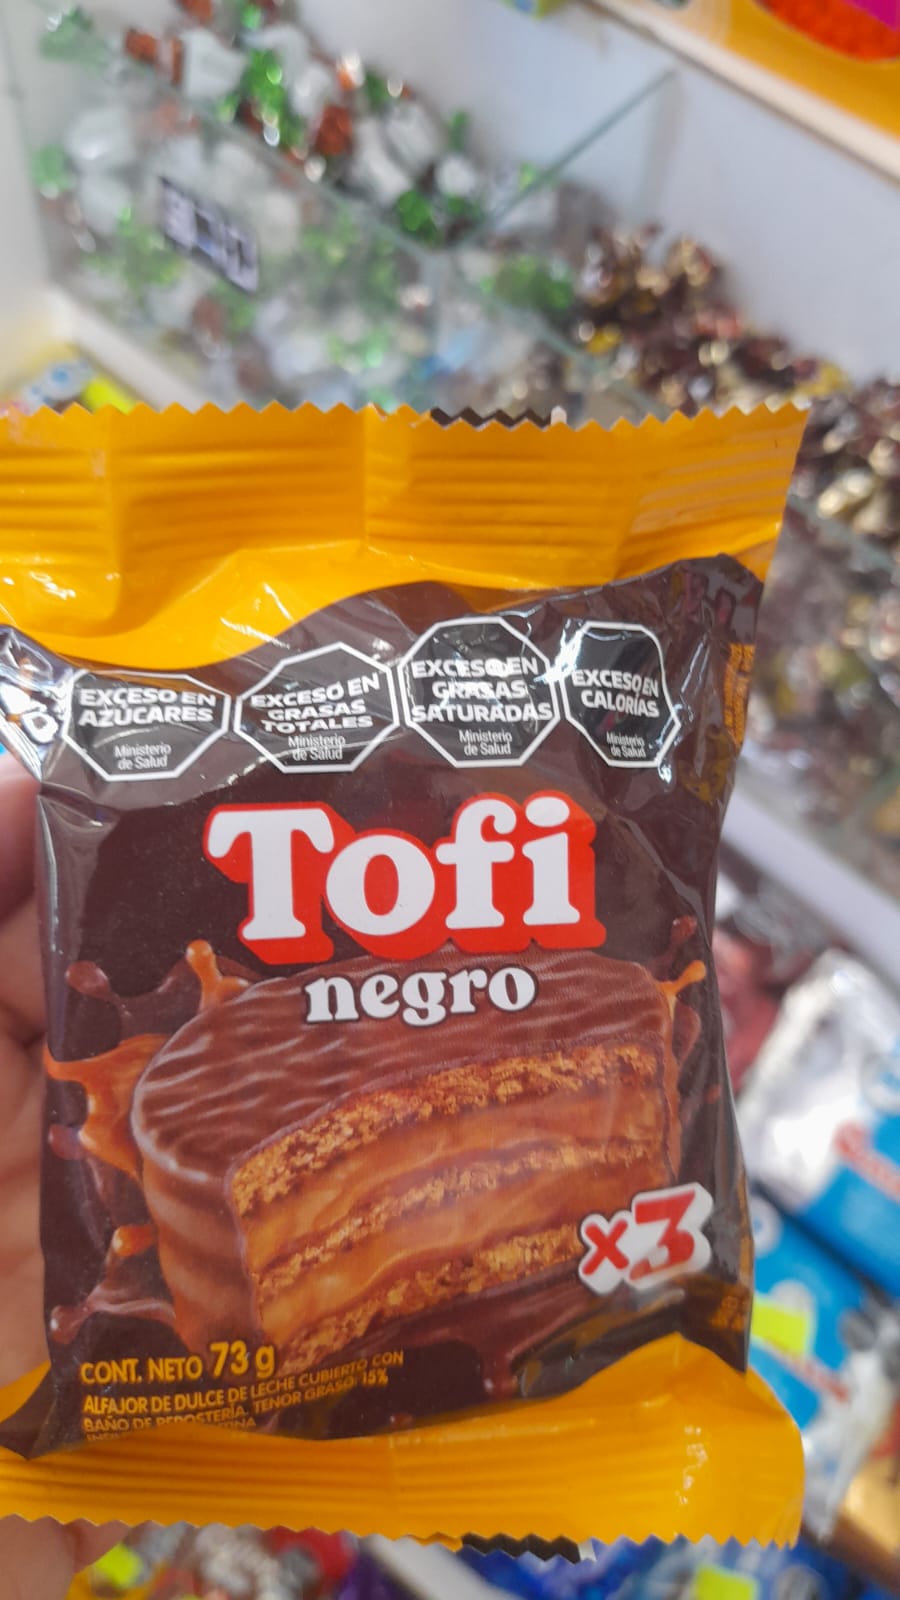 EXCESO EN
AZÚCARES
Ministerio
de Salud
EXCESO EN
GRASAS
TOTALES
Ministerio
de Salud
EXCESO EN
GRASAS
SATURADAS
Ministerio
de Salud
EXCESO EN
CALORÍAS
Ministerio
de Salud
Tofi
negro
x3
CONT. NETO 73 g
ALFAJOR DE DULCE DE LECHE CUBIERTO CON
BAÑO DE REPOSTERÍA. TENOR GRASO: 15%